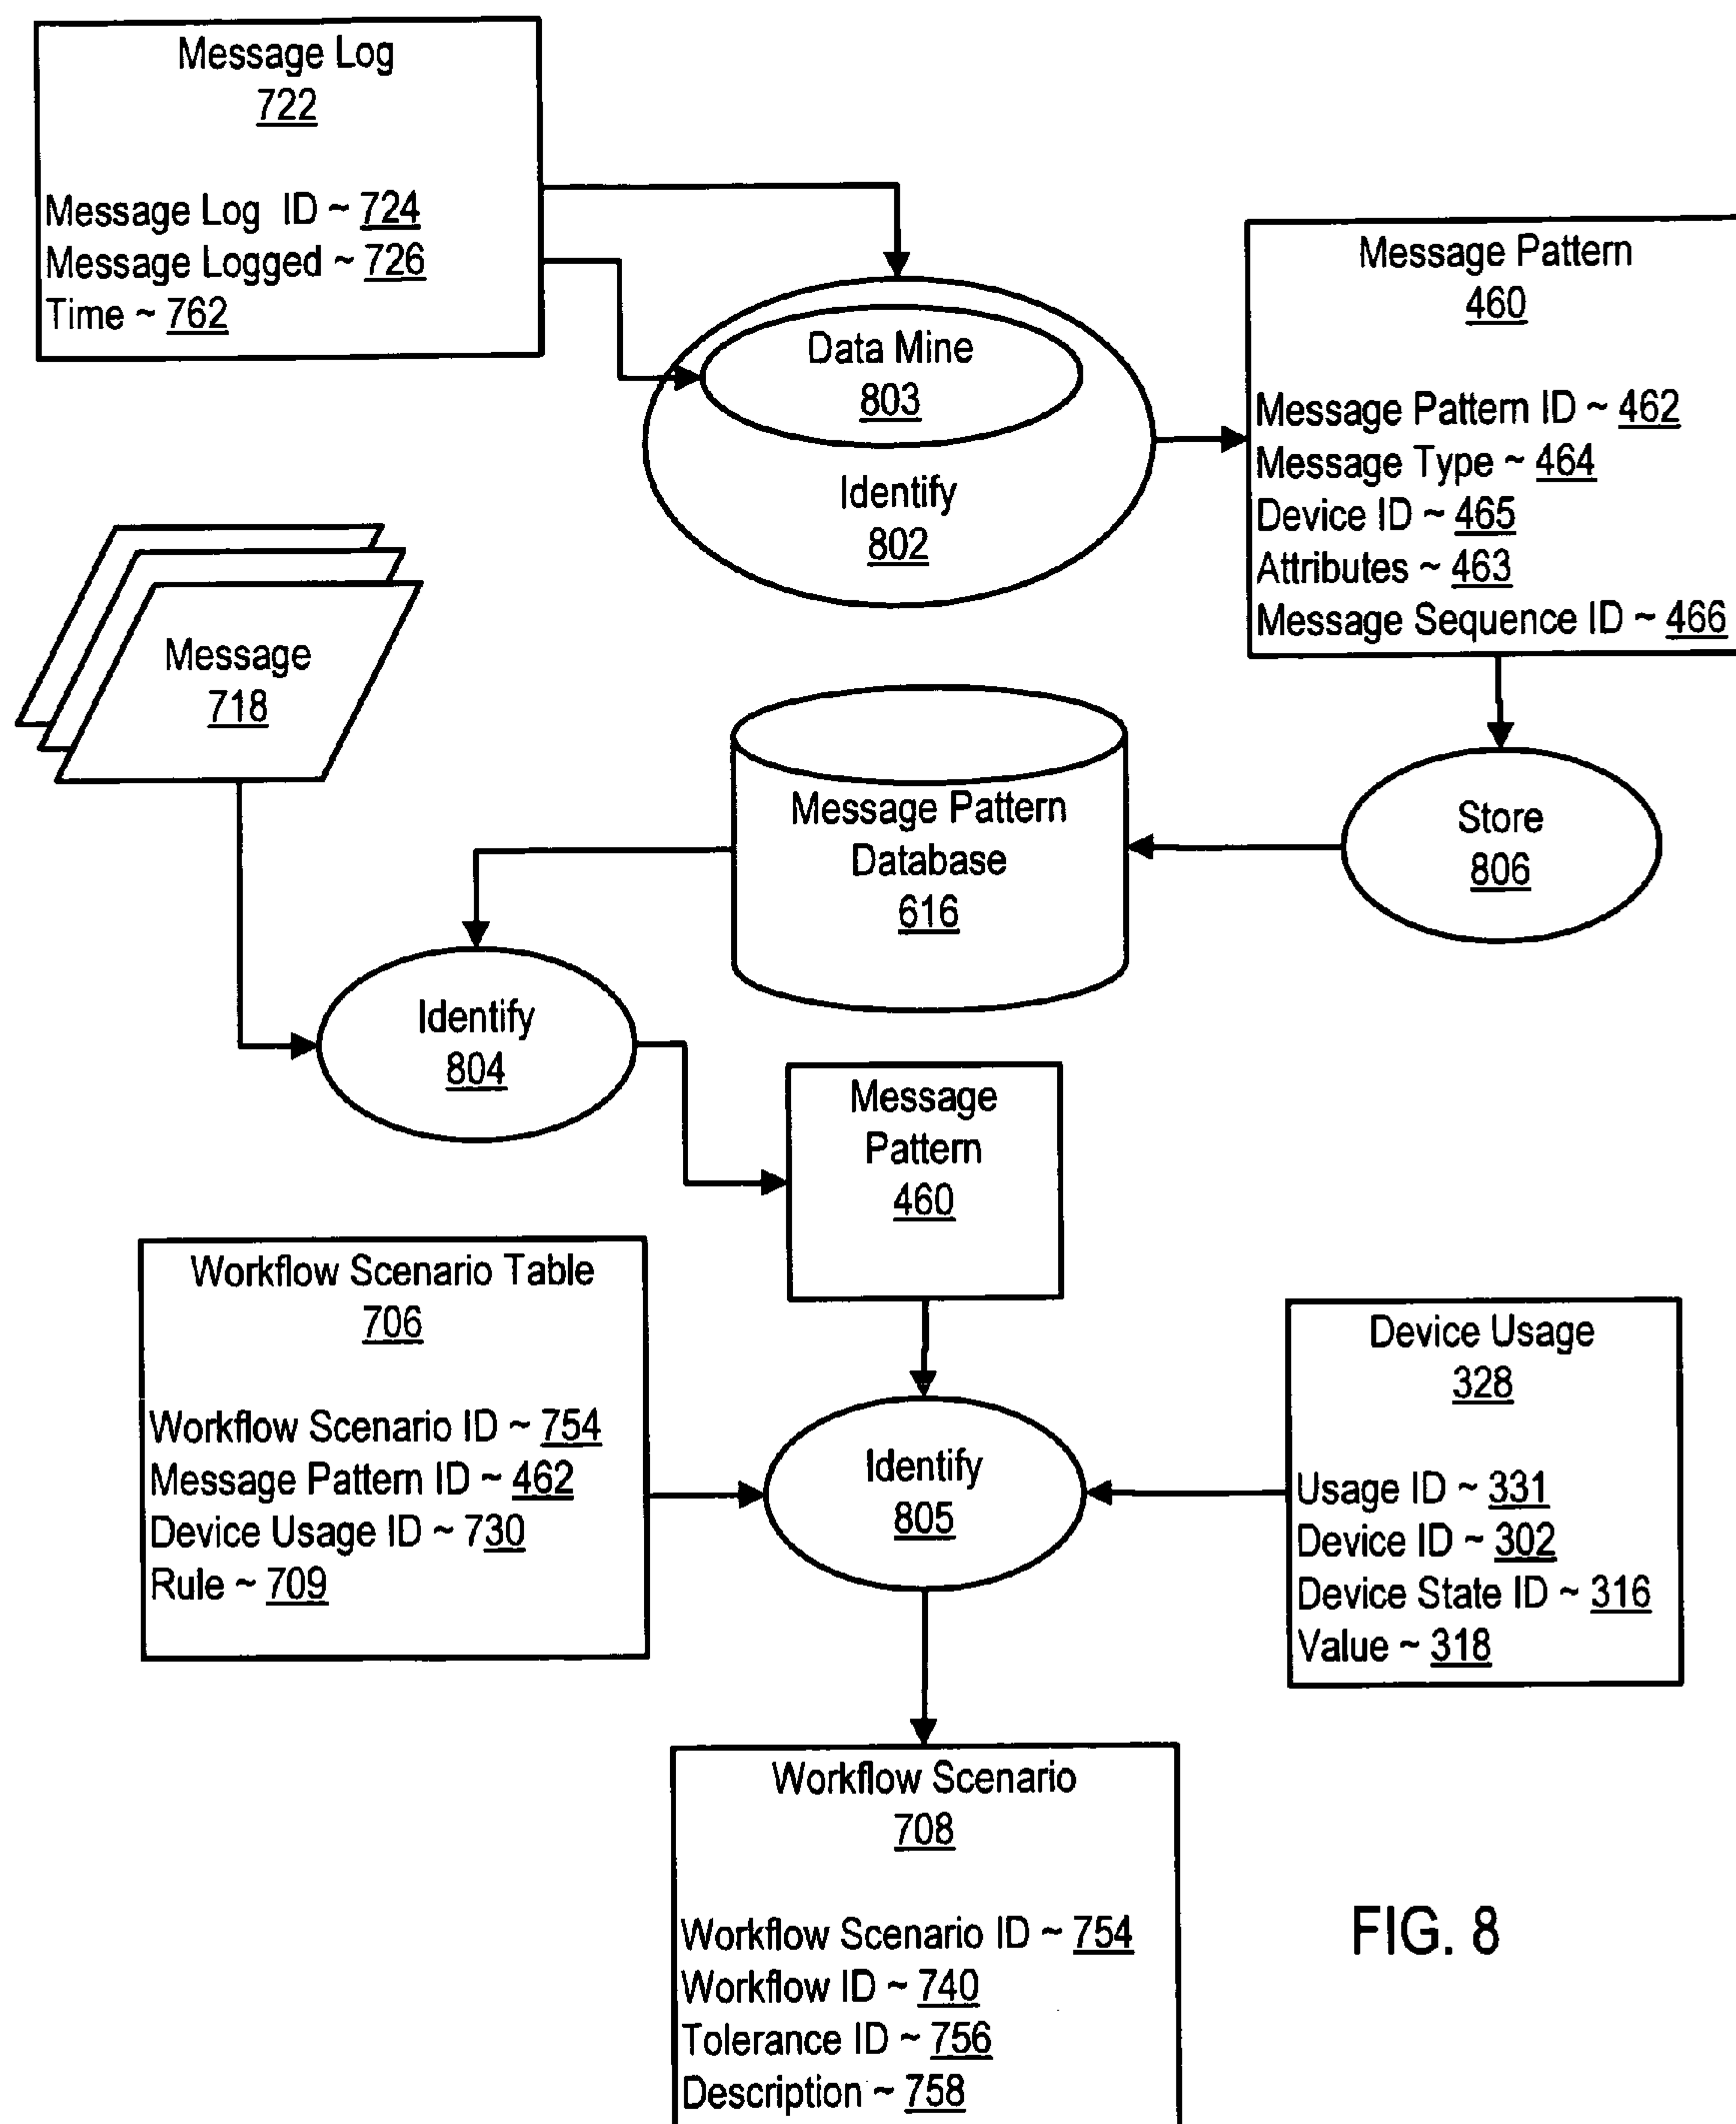 Message Log
722
Message Log ID ~ 724
Message Logged ~ 726
Time ~ 762
Data Mine
803
Identify
802
Message Pattern
460
Message Pattern ID ~ 462
Message Type ~ 464
Device ID ~ 465
Attributes ~ 463
Message Sequence ID ~ 466
Message
718
Message Pattern
Database
616
Store
806
Identify
804
Message
Pattern
460
Workflow Scenario Table
706
Workflow Scenario ID ~ 754
Message Pattern ID ~ 462
Device Usage ID ~ 730
Rule ~ 709
Identify
805
Device Usage
328
Usage ID ~ 331
Device ID ~ 302
Device State ID ~ 316
Value ~ 318
Workflow Scenario
708
Workflow Scenario ID ~ 754
Workflow ID ~ 740
Tolerance ID ~ 756
Description ~ 758
FIG. 8